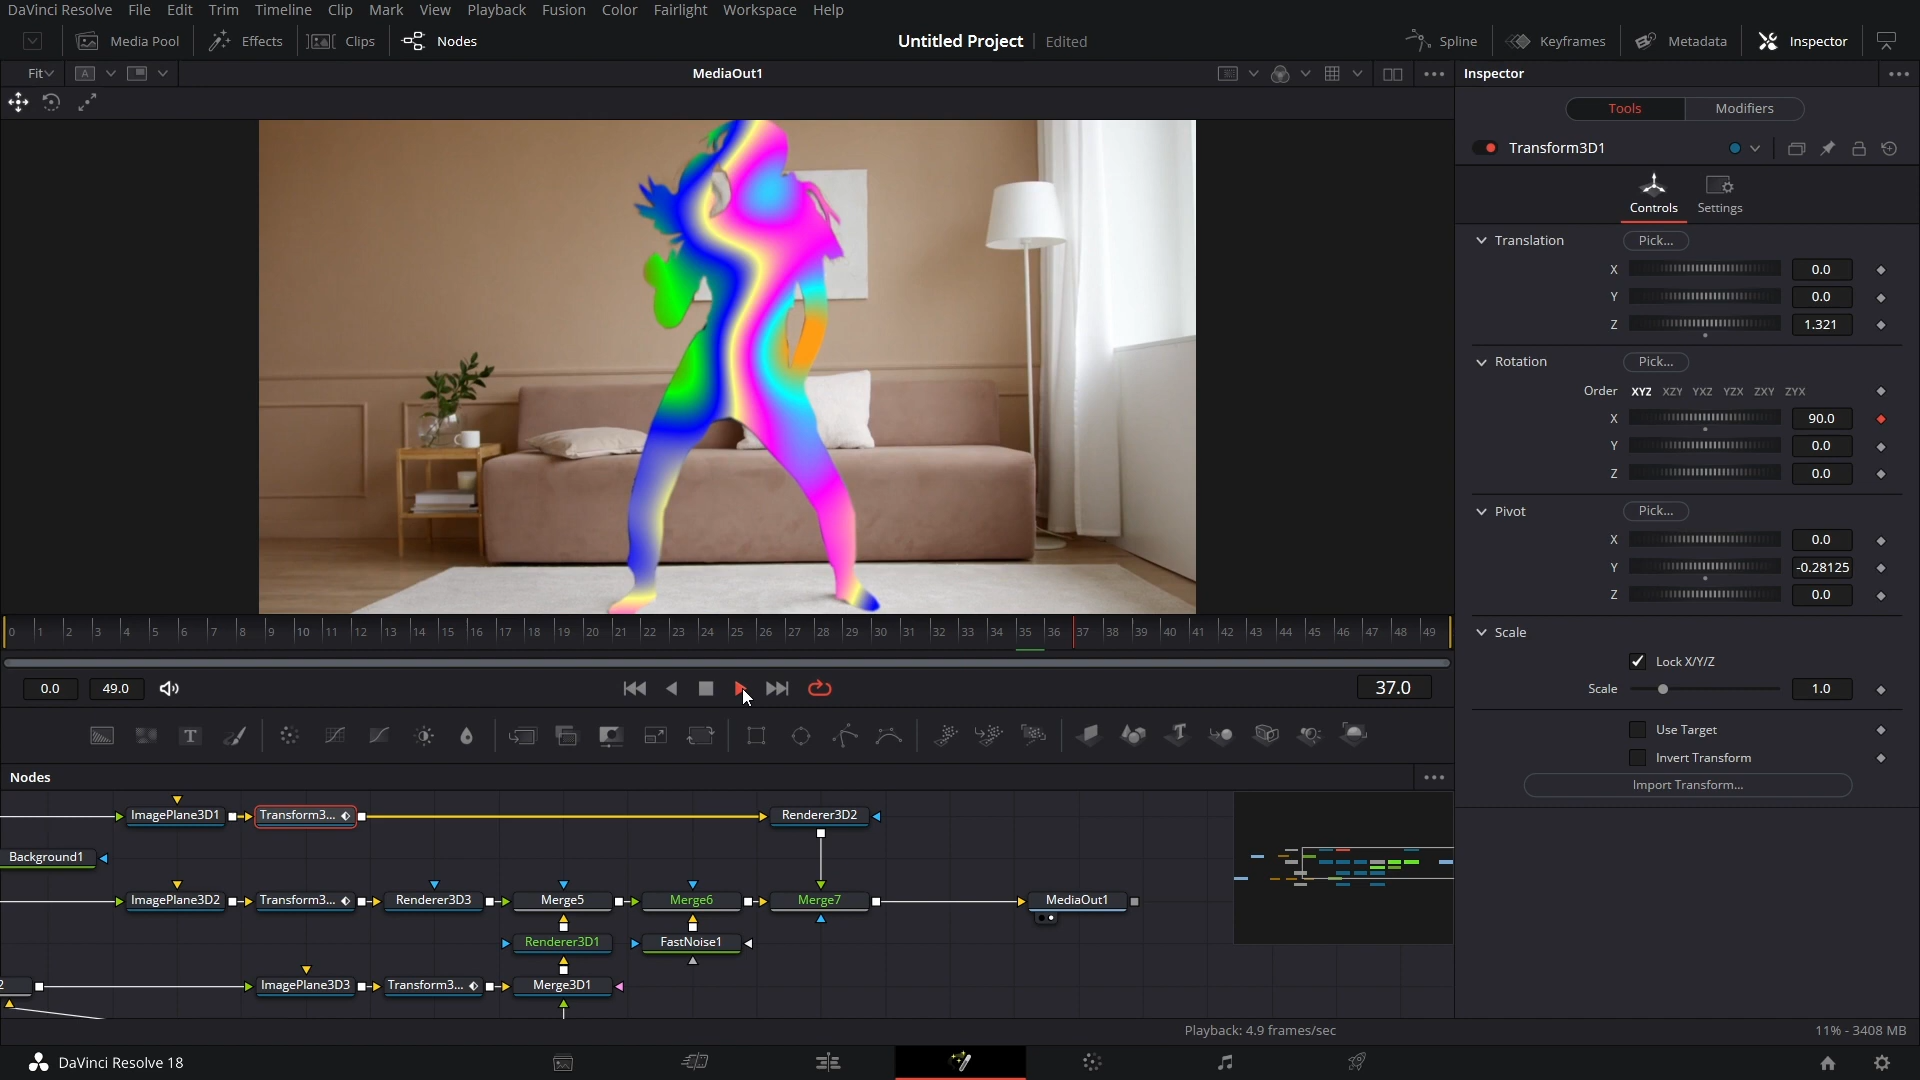 DaVinci Resolve File Edit Trim Timeline Clip Mark View Playback Fusion Color Fairlight Workspace Help
Media Pool Effects Clips Nodes Untitled Project Edited Spline Keyframes Metadata Inspector
Fit A MediaOut1 Inspector
Tools Modifiers
Transform3D1
Controls Settings
Translation Pick...
X 0.0
Y 0.0
Z 1.321
Rotation Pick...
Order XYZ XZY YXZ YZX ZXY ZYX
X 90.0
Y 0.0
Z 0.0
Pivot Pick...
X 0.0
Y -0.28125
Z 0.0
Scale
Lock X/Y/Z
Scale 1.0
Use Target
Invert Transform
Import Transform...
0 1 2 3 4 5 6 7 8 9 10 11 12 13 14 15 16 17 18 19 20 21 22 23 24 25 26 27 28 29 30 31 32 33 34 35 36 37 38 39 40 41 42 43 44 45 46 47 48 49
0.0 49.0 37.0
T T
Nodes
ImagePlane3D1 Transform3... Renderer3D2
Background1
ImagePlane3D2 Transform3... Renderer3D3 Merge5 Merge6 Merge7 MediaOut1
Renderer3D1 FastNoise1
2 ImagePlane3D3 Transform3... Merge3D1
Playback: 4.9 frames/sec 11% - 3408 MB
DaVinci Resolve 18